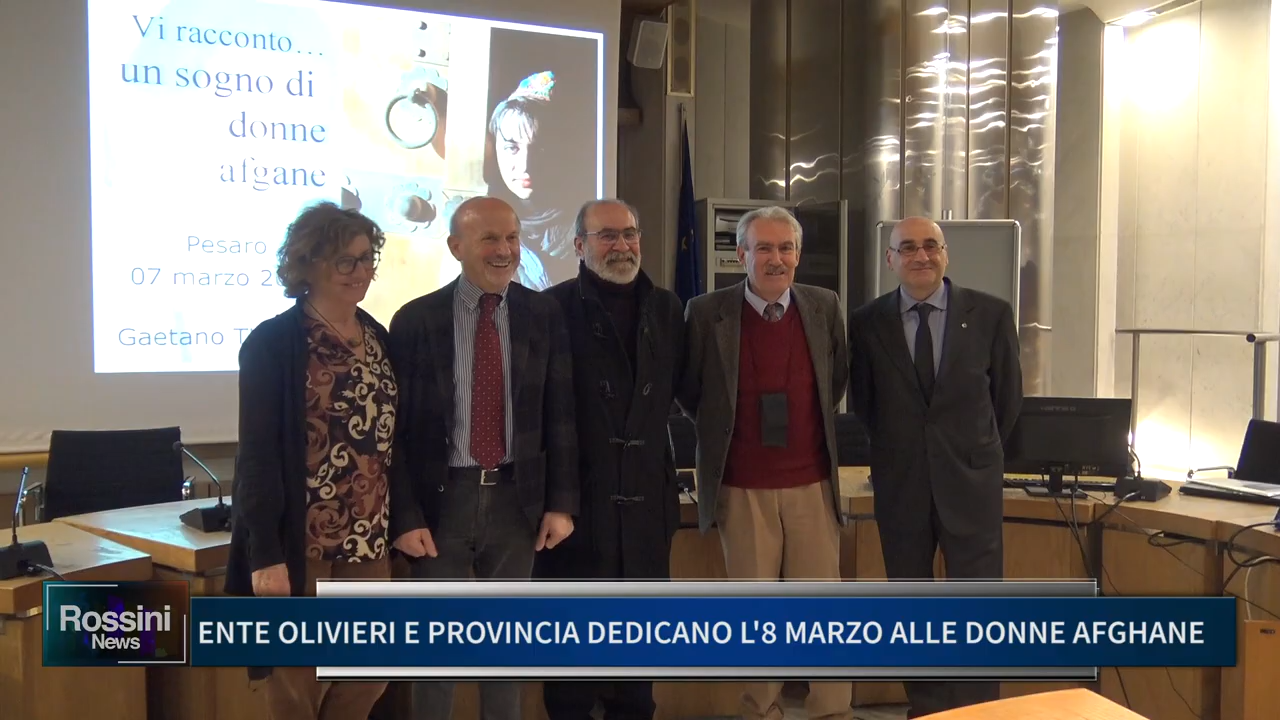 Vi racconto...
un sogno di
donne
afgane
Pesaro
07 marzo
Gaetano
Rossini
News
ENTE OLIVIERI E PROVINCIA DEDICANO L'8 MARZO ALLE DONNE AFGHANE